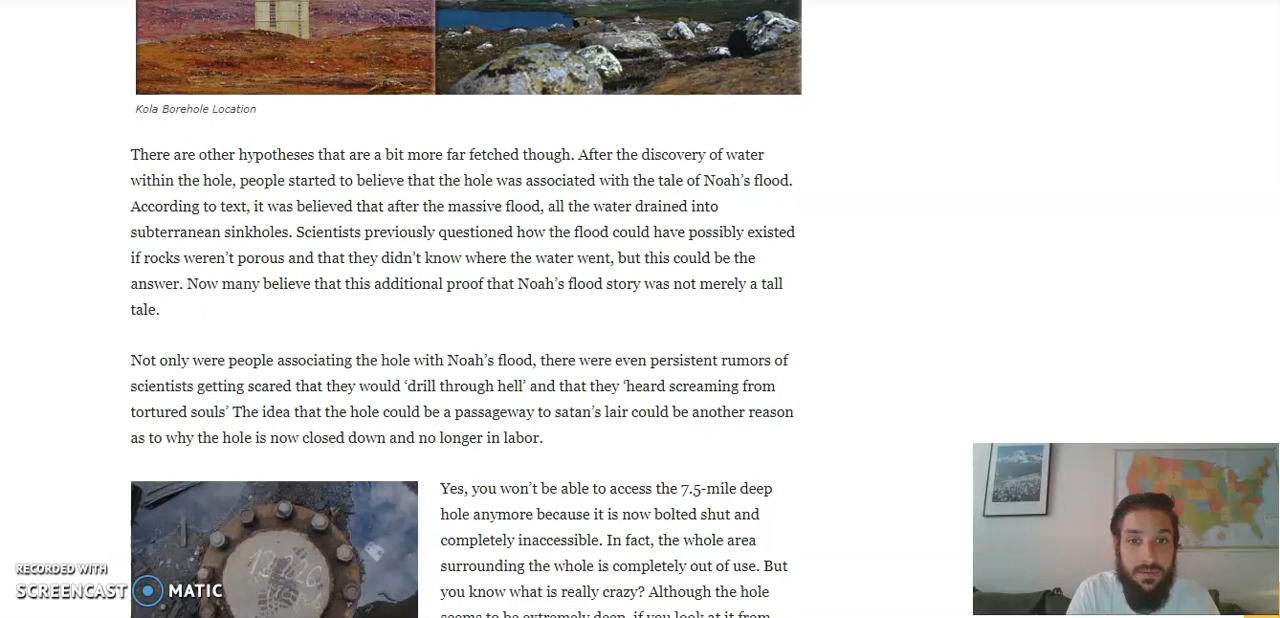 Kola Borehole Location
There are other hypotheses that are a bit more far fetched though. After the discovery of water
within the hole, people started to believe that the hole was associated with the tale of Noah's flood.
According to text, it was believed that after the massive flood, all the water drained into
subterranean sinkholes. Scientists previously questioned how the flood could have possibly existed
if rocks weren't porous and that they didn't know where the water went, but this could be the
answer. Now many believe that this additional proof that Noah's flood story was not merely a tall
tale.
Not only were people associating the hole with Noah's flood, there were even persistent rumors of
scientists getting scared that they would 'drill through hell' and that they 'heard screaming from
tortured souls' The idea that the hole could be a passageway to satan's lair could be another reason
as to why the hole is now closed down and no longer in labor.
Yes, you won't be able to access the 7.5-mile deep
hole anymore because it is now bolted shut and
completely inaccessible. In fact, the whole area
surrounding the whole is completely out of use. But
you know what is really crazy? Although the hole
seems to be extremely deep, if you look at it from
RECORDED WITH
SCREENCAST MATIC